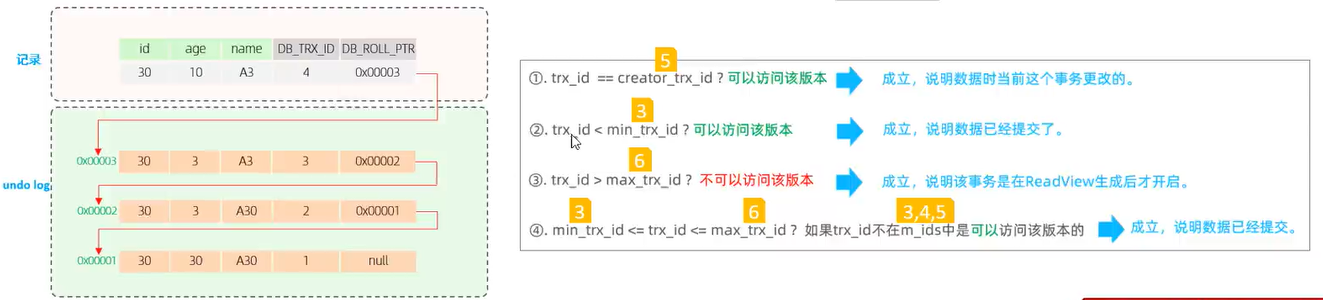 记录
id age name DB_TRX_ID DB_ROLL_PTR
30 10 A3 4 0x00003
undo log
0x00003 30 3 A3 3 0x00002
0x00002 30 3 A30 2 0x00001
0x00001 30 30 A30 1 null
5
①. trx_id == creator_trx_id ? 可以访问该版本 成立，说明数据时当前这个事务更改的。
3
②. trx_id < min_trx_id ? 可以访问该版本 成立，说明数据已经提交了。
6
③. trx_id > max_trx_id ? 不可以访问该版本 成立，说明该事务是在ReadView生成后才开启。
3 6 3,4,5
④. min_trx_id <= trx_id <= max_trx_id ? 如果trx_id不在m_ids中是可以访问该版本的 成立，说明数据已经提交。